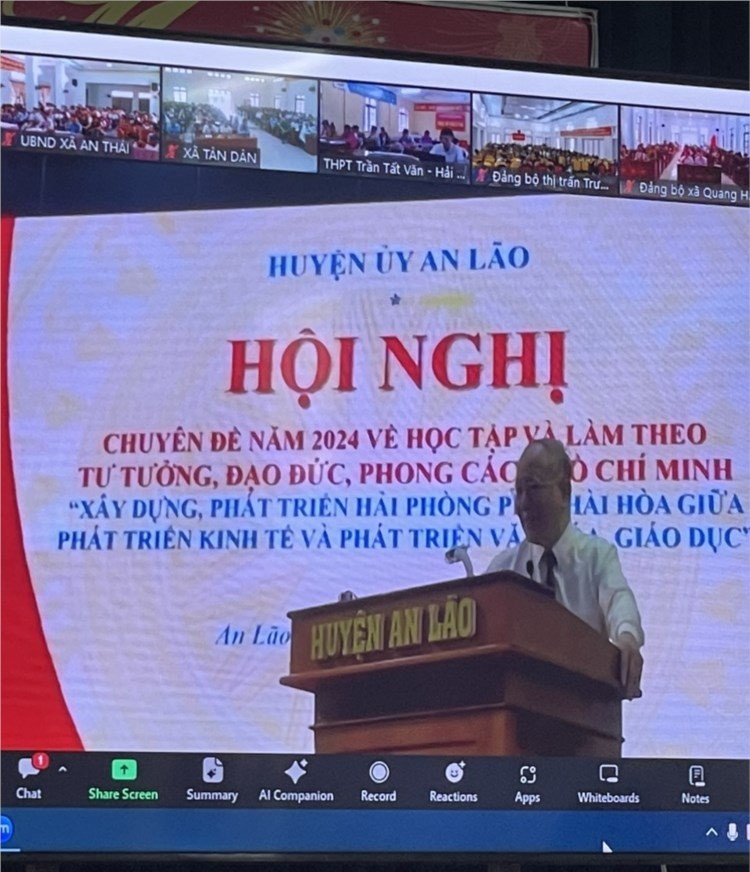 UBND XÃ AN THÁI
XÃ TÂN DÂN
THPT Trần Tất Văn - Hải ...
Đảng bộ thị trấn Trư...
Đảng bộ xã Quang H
HUYỆN ỦY AN LÃO
HỘI NGHỊ
CHUYÊN ĐỀ NĂM 2024 VỀ HỌC TẬP VÀ LÀM THEO
TƯ TƯỞNG, ĐẠO ĐỨC, PHONG CÁC Ồ CHÍ MINH
"XÂY DỰNG, PHÁT TRIỂN HẢI PHÒNG HÀI HÒA GIỮA
PHÁT TRIỂN KINH TẾ VÀ PHÁT TRIỂN GIÁO DỤC"
An Lão
HUYỆN AN LÃO
1
Chat
Share Screen
Summary
AI Companion
Record
Reactions
Apps
Whiteboards
Notes